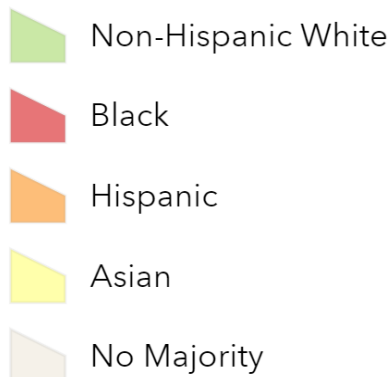 Non-Hispanic White
Black
Hispanic
Asian
No Majority